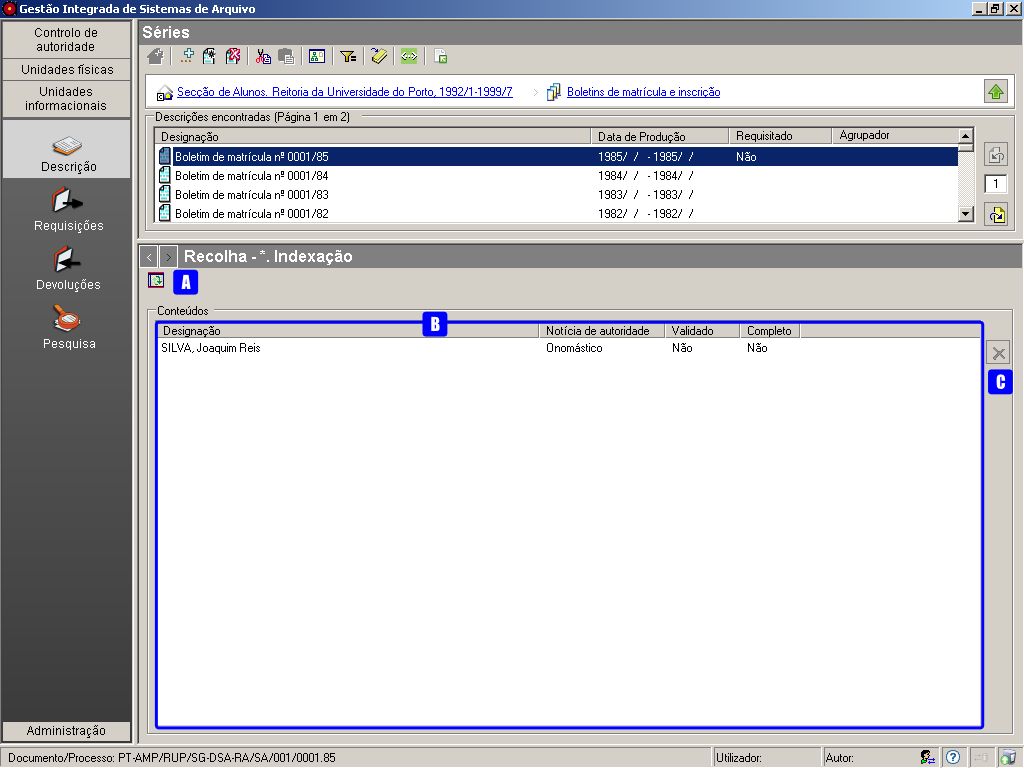 Gestão Integrada de Sistemas de Arquivo
Controlo de
autoridade
Unidades físicas
Unidades
informacionais
Descrição
Requisições
Devoluções
Pesquisa
Administração
Séries
Secção de Alunos. Reitoria da Universidade do Porto, 1992/1-1999/7 > Boletins de matrícula e inscrição
Descrições encontradas (Página 1 em 2)
Designação Data de Produção Requisitado Agrupador
Boletim de matrícula nº 0001/85 1985/ / - 1985/ / Não
Boletim de matrícula nº 0001/84 1984/ / - 1984/ /
Boletim de matrícula nº 0001/83 1983/ / - 1983/ /
Boletim de matrícula nº 0001/82 1982/ / - 1982/ /
1
< > Recolha - *. Indexação
A
Conteúdos
B
Designação Notícia de autoridade Validado Completo
SILVA, Joaquim Reis Onomástico Não Não
C
Documento/Processo: PT-AMP/RUP/SG-DSA-RA/SA/001/0001.85 Utilizador: Autor: